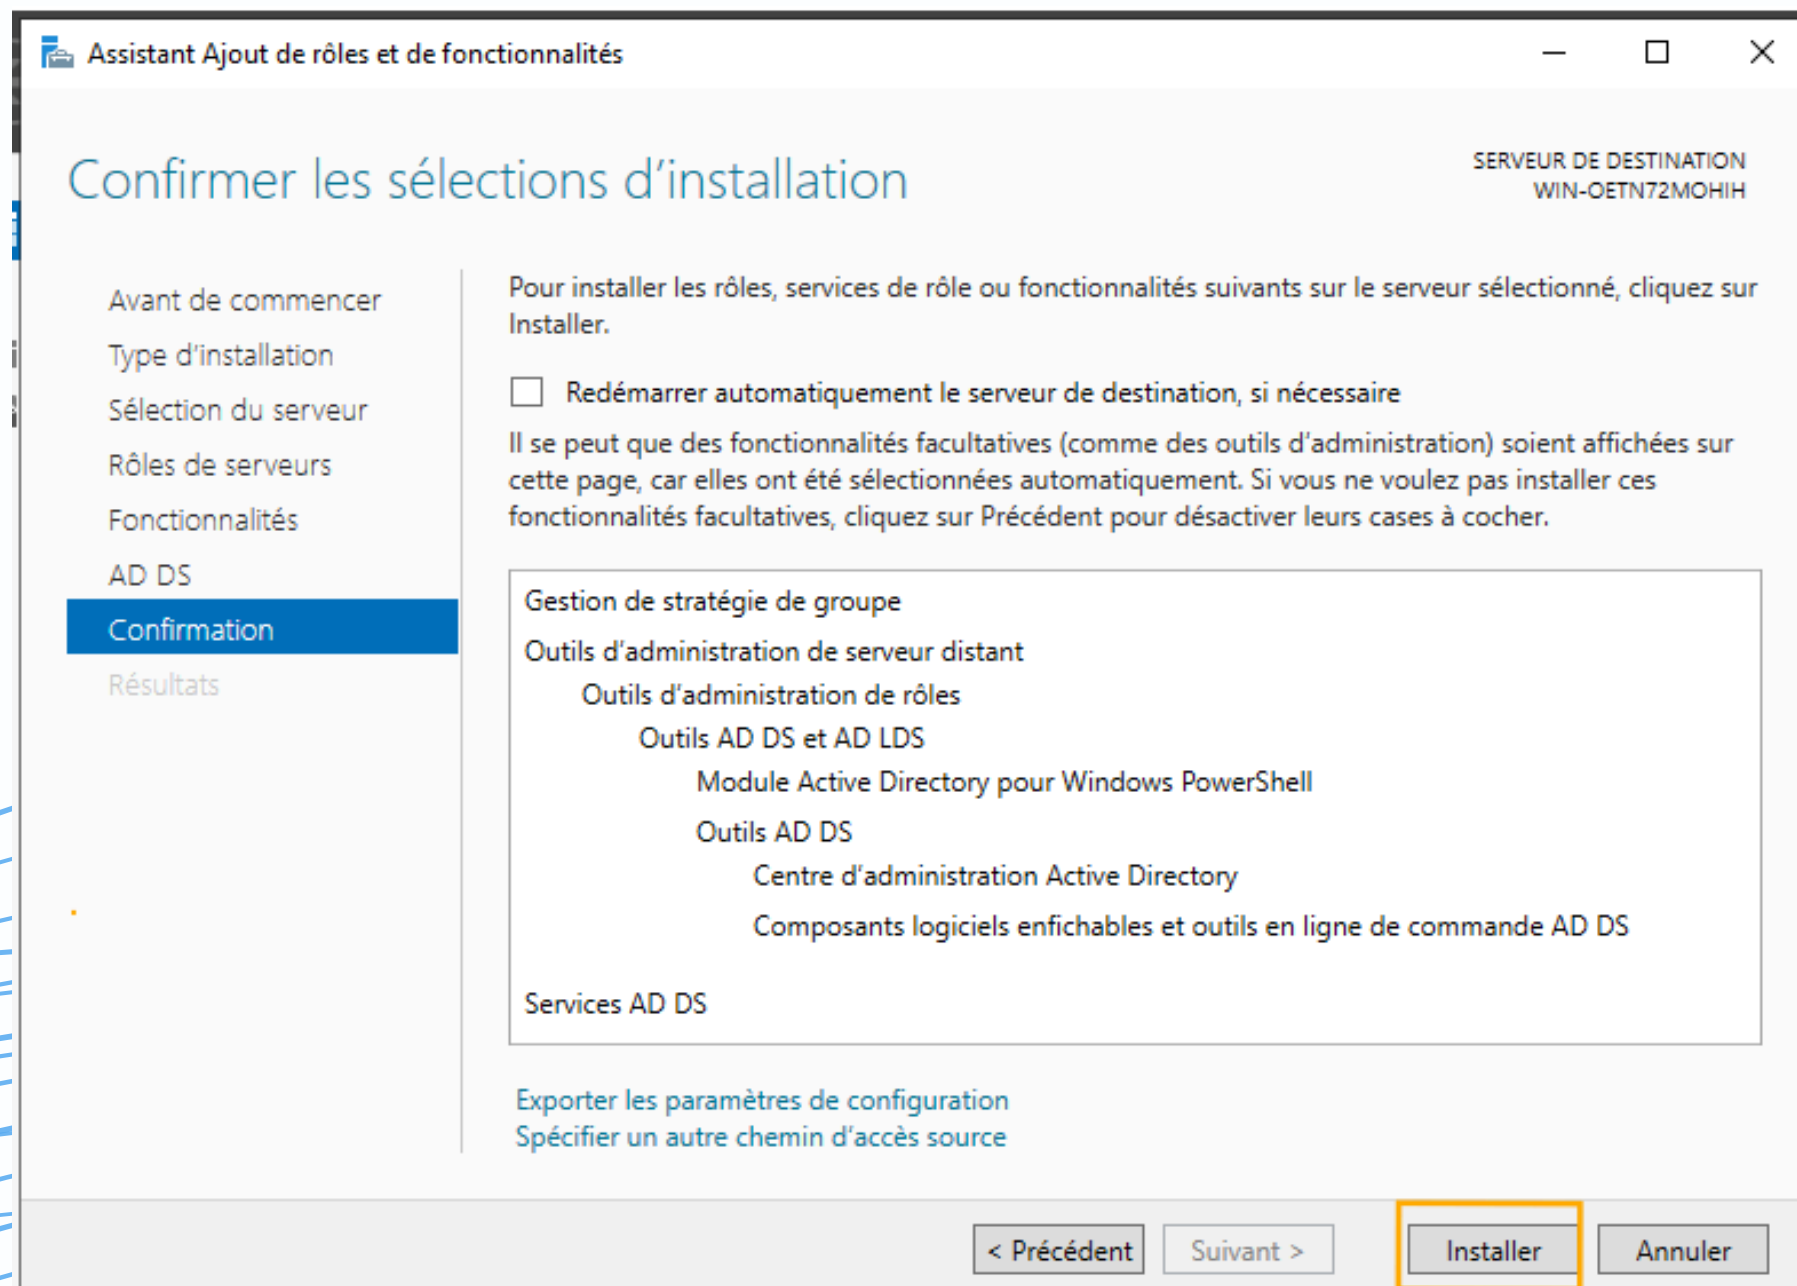 Assistant Ajout de rôles et de fonctionnalités
Confirmer les sélections d'installation
SERVEUR DE DESTINATION
WIN-OETN72MOHIH
Avant de commencer
Type d'installation
Sélection du serveur
Rôles de serveurs
Fonctionnalités
AD DS
Confirmation
Résultats
Pour installer les rôles, services de rôle ou fonctionnalités suivants sur le serveur sélectionné, cliquez sur
Installer.
Redémarrer automatiquement le serveur de destination, si nécessaire
Il se peut que des fonctionnalités facultatives (comme des outils d'administration) soient affichées sur
cette page, car elles ont été sélectionnées automatiquement. Si vous ne voulez pas installer ces
fonctionnalités facultatives, cliquez sur Précédent pour désactiver leurs cases à cocher.
Gestion de stratégie de groupe
Outils d'administration de serveur distant
Outils d'administration de rôles
Outils AD DS et AD LDS
Module Active Directory pour Windows PowerShell
Outils AD DS
Centre d'administration Active Directory
Composants logiciels enfichables et outils en ligne de commande AD DS
Services AD DS
Exporter les paramètres de configuration
Spécifier un autre chemin d'accès source
< Précédent
Suivant >
Installer
Annuler